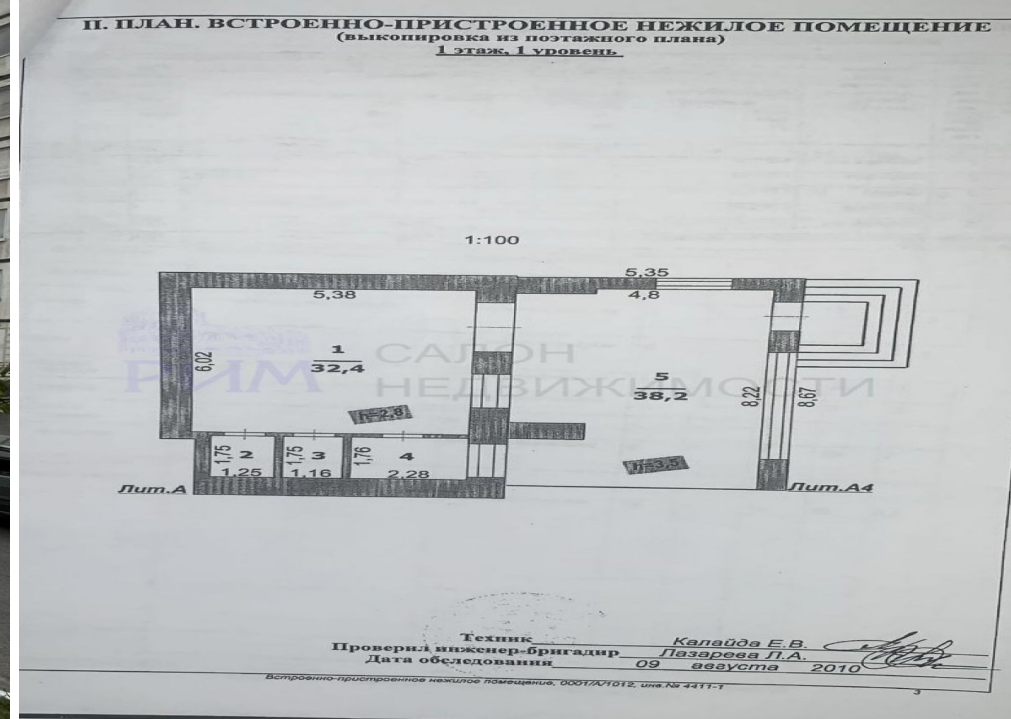 II. ПЛАН. ВСТРОЕННО-ПРИСТРОЕННОЕ НЕЖИЛОЕ ПОМЕЩЕНИЕ
(выкопировка из поэтажного плана)
1 этаж, 1 уровень
1:100
5,35
5,38
4,8
1
32,4
6,02
САЛОН
РИМ
НЕДВИЖИМОСТИ
5
38,2
8,22
8,67
h=2,8
1,75
2
1,25
1,75
3
1,16
1,76
4
2,28
h=3,5
Лит.А
Лит.А4
Техник Калайда Е.В.
Проверил инженер-бригадир Лазарева Л.А.
Дата обследования 09 августа 2010
Встроенно-пристроенное нежилое помещение, 0001/А/1012, инв.№ 4411-1
3